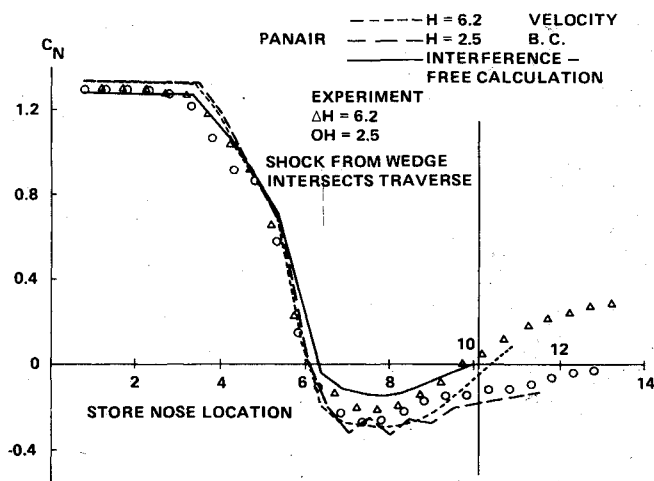 H = 6.2 VELOCITY
PANAIR H = 2.5 B. C.
INTERFERENCE –
FREE CALCULATION
EXPERIMENT
ΔH = 6.2
OH = 2.5
SHOCK FROM WEDGE
INTERSECTS TRAVERSE
C_N
1.2
0.8
0.4
0
-0.4
2
4
6
8
10
12
14
STORE NOSE LOCATION